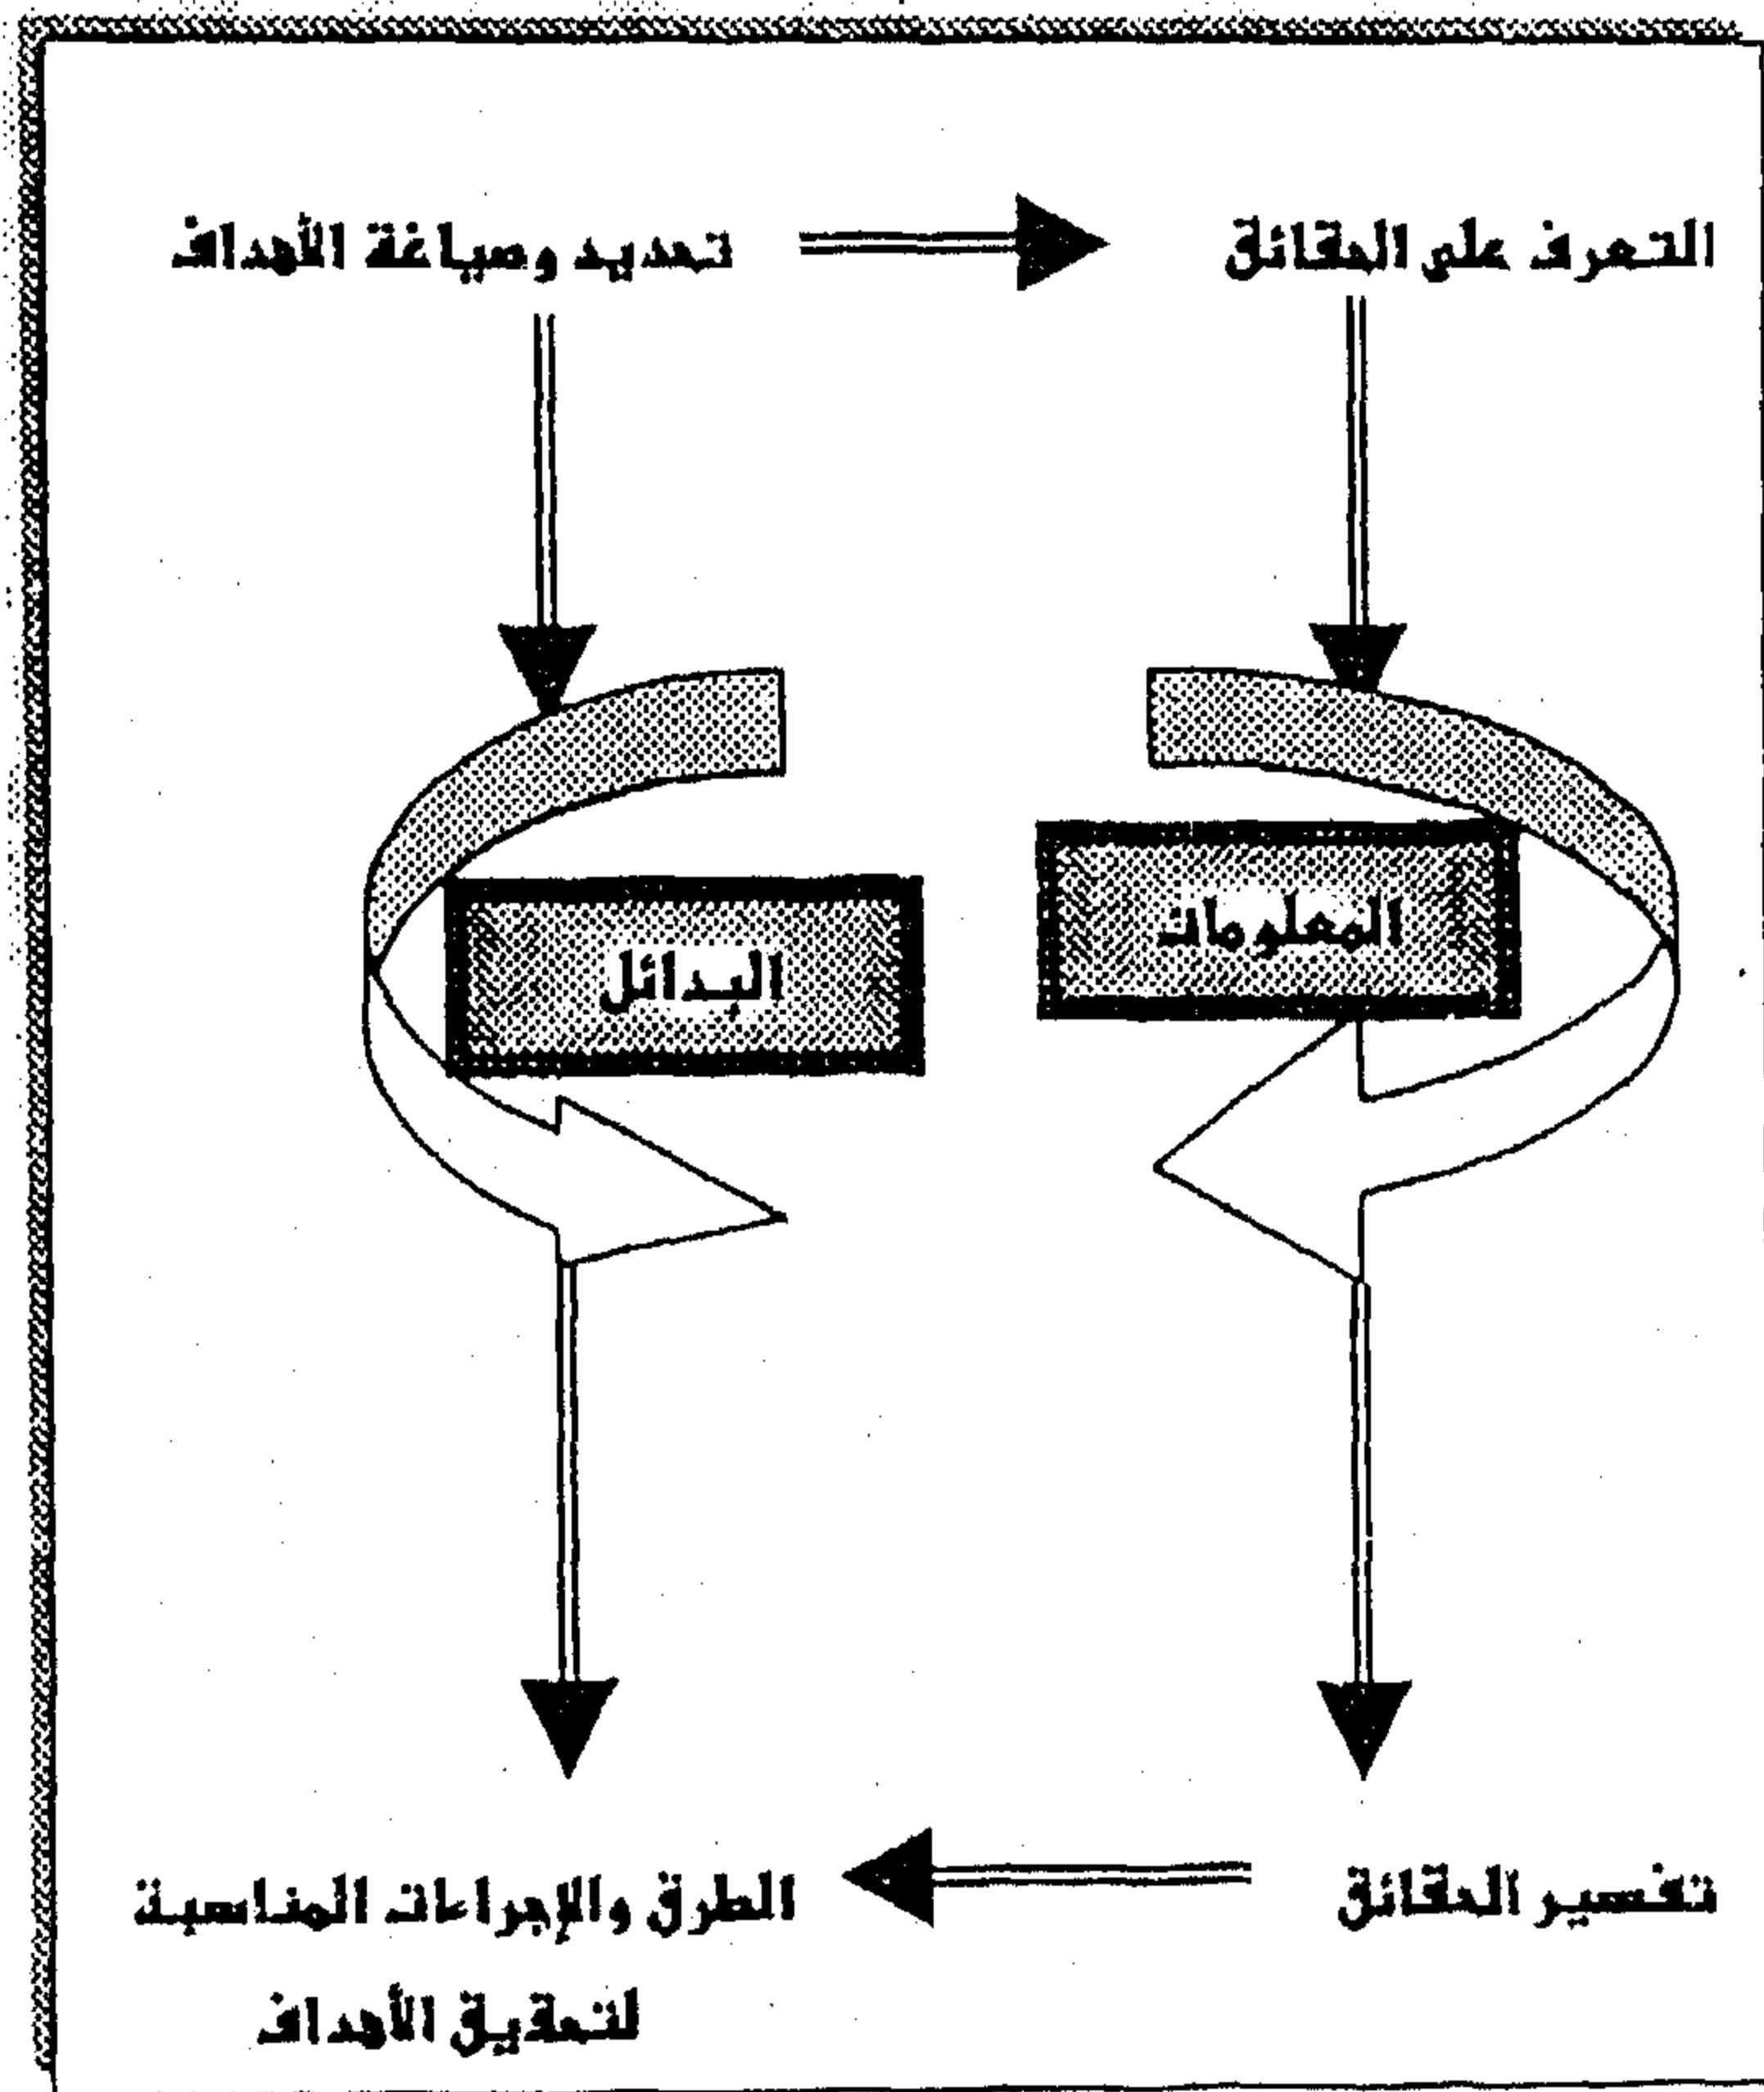 التعرف على الحقائق
تحديد وصياغة الأهداف
المعلومات
البدائل
تفسير الحقائق
الطرق والإجراءات المناسبة
لتحقيق الأهداف